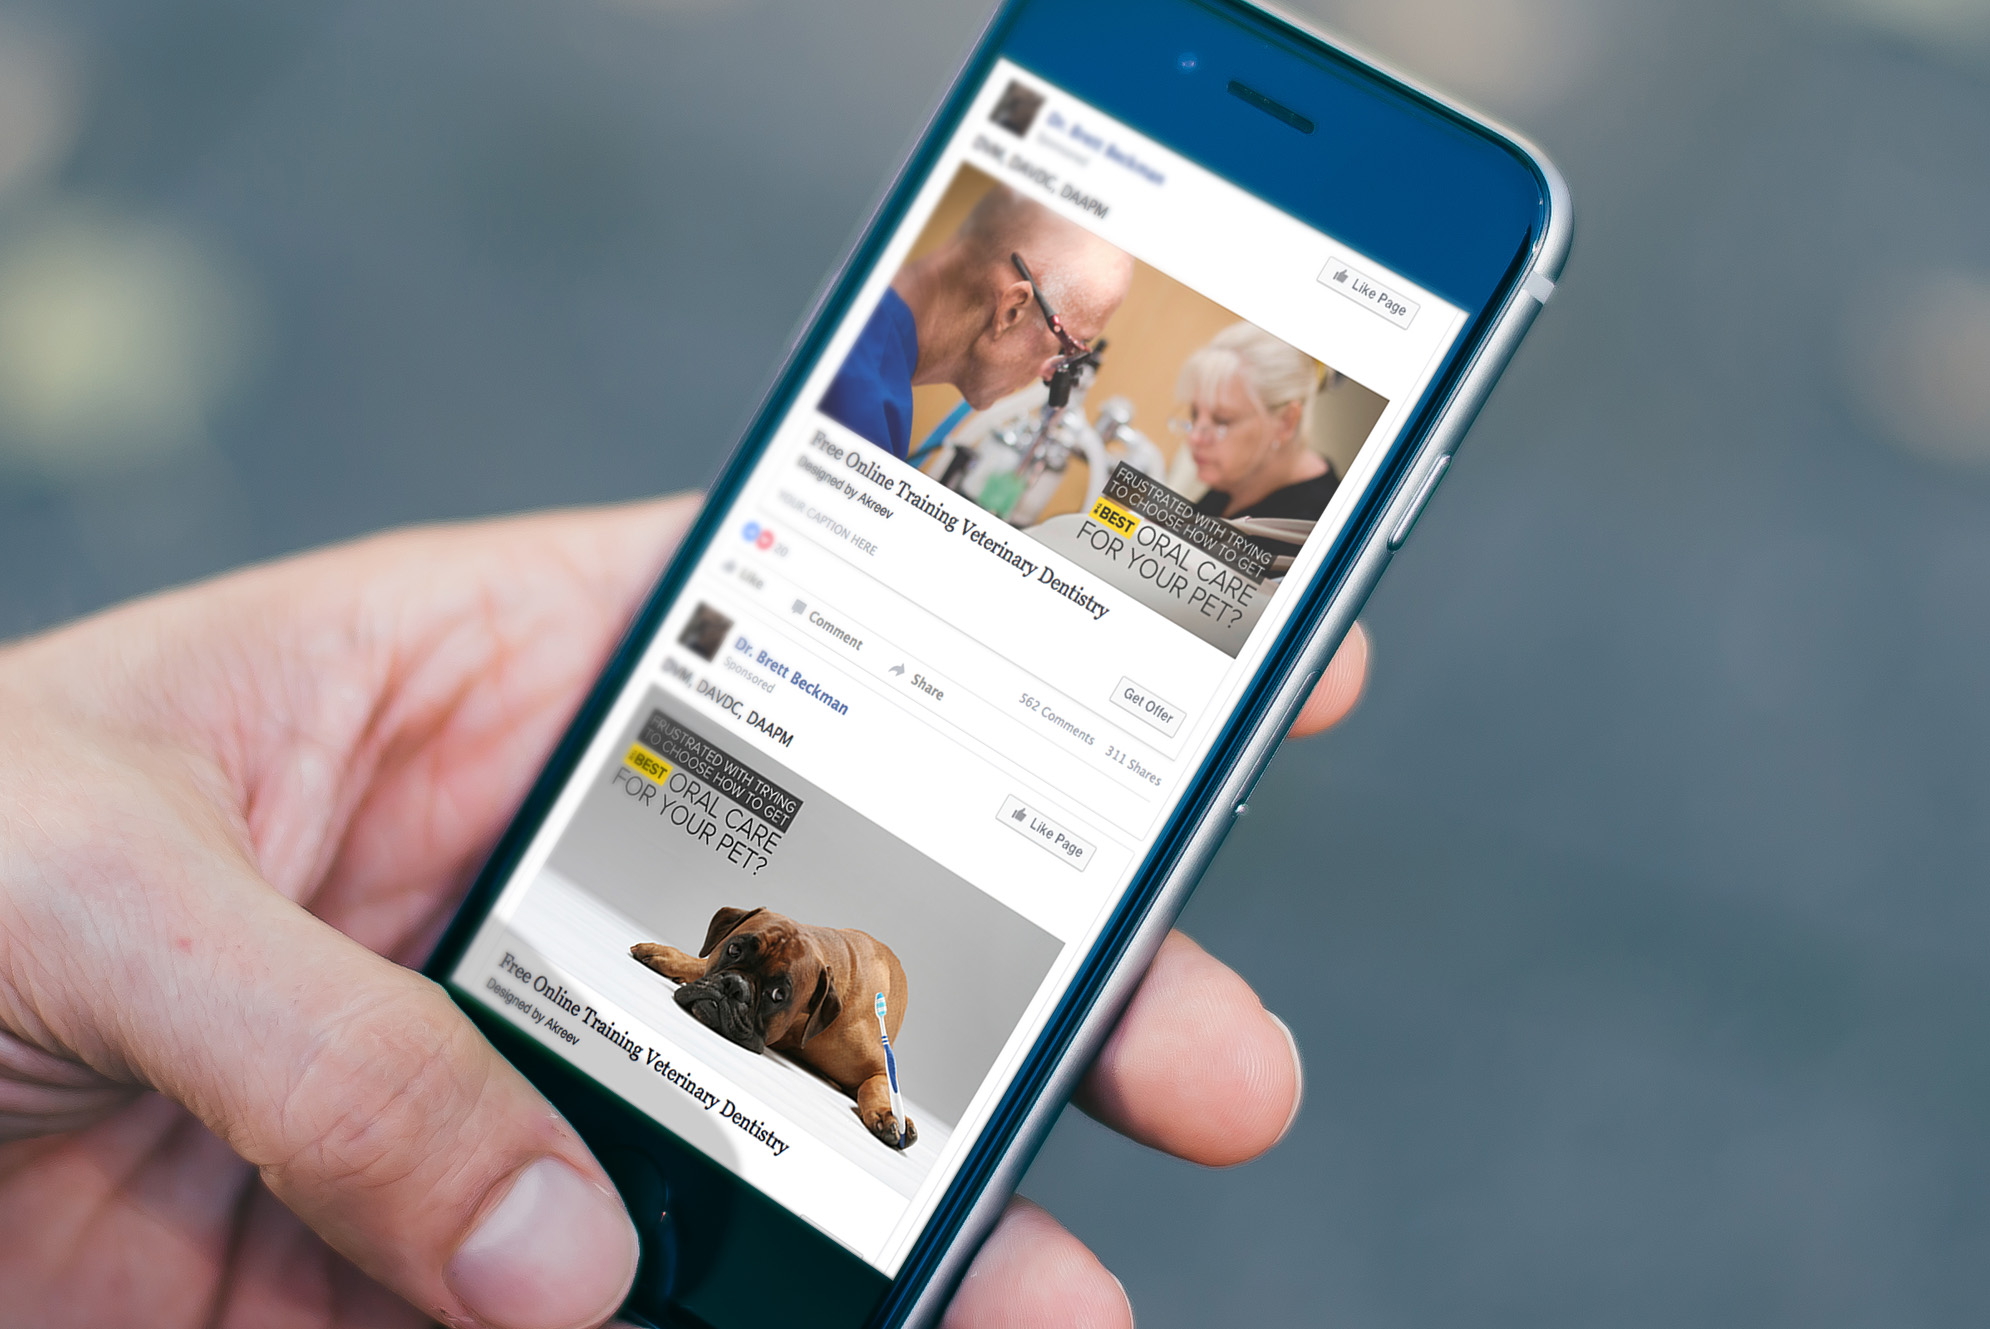 Dr. Brett Beckman
Sponsored
DVM, DAVDC, DAAPM
Like Page
FRUSTRATED WITH TRYING
TO CHOOSE HOW TO GET
THE BEST ORAL CARE
FOR YOUR PET?
Free Online Training Veterinary Dentistry
Designed by Akreev
YOUR CAPTION HERE
Get Offer
20
562 Comments 311 Shares
Like Comment Share
Dr. Brett Beckman
Sponsored
DVM, DAVDC, DAAPM
Like Page
FRUSTRATED WITH TRYING
TO CHOOSE HOW TO GET
THE BEST ORAL CARE
FOR YOUR PET?
Free Online Training Veterinary Dentistry
Designed by Akreev